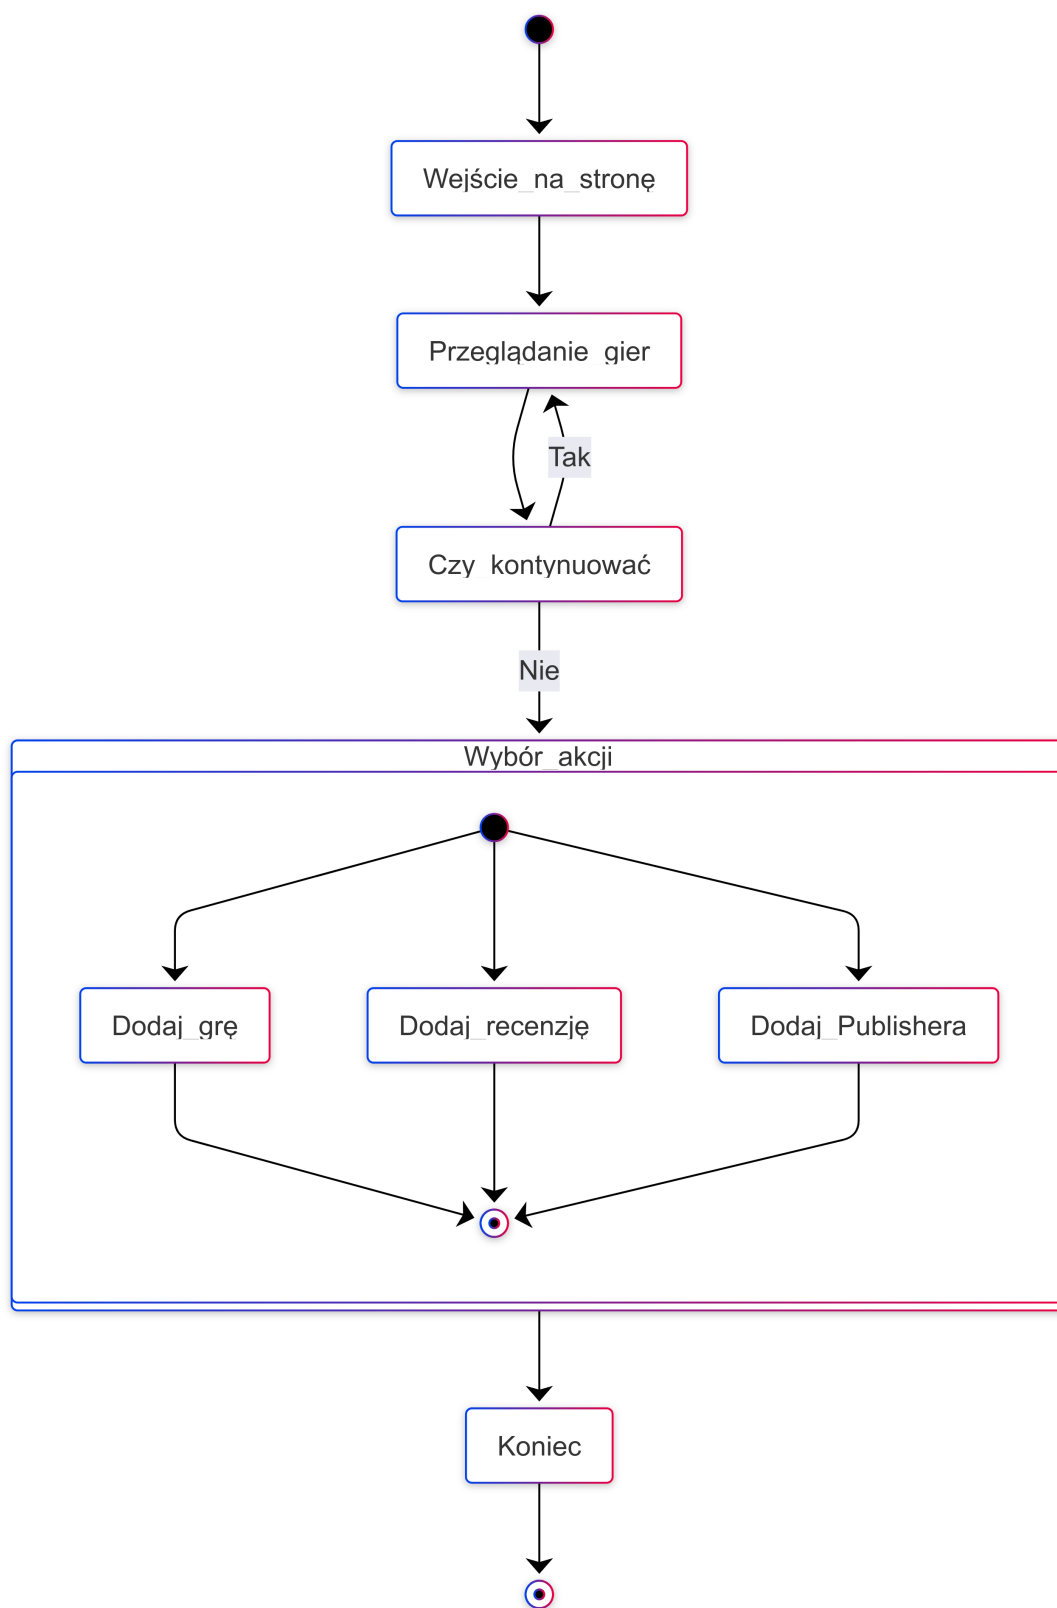 Wejście_na_stronę
Przeglądanie_gier
Tak
Czy_kontynuować
Nie
Wybór_akcji
Dodaj_grę
Dodaj_recenzję
Dodaj_Publishera
Koniec